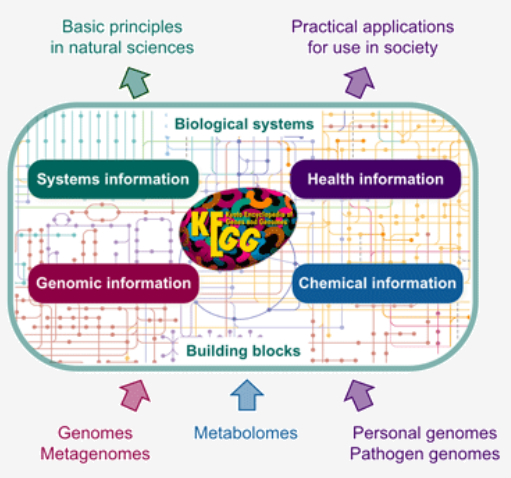 Basic principles
in natural sciences
Practical applications
for use in society
Biological systems
Systems information
Health information
KEGG
Kyoto Encyclopedia of
Genes and Genomes
Genomic information
Chemical information
Building blocks
Genomes
Metagenomes
Metabolomes
Personal genomes
Pathogen genomes